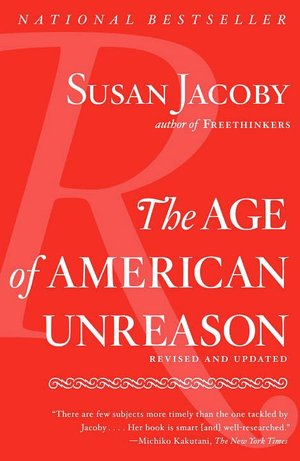 NATIONAL BESTSELLER
SUSAN JACOBY
author of FREETHINKERS
R
The AGE
of AMERICAN
UNREASON
REVISED AND UPDATED
"There are few subjects more timely than the one tackled by
Jacoby . . . . Her book is smart [and] well-researched."
—Michiko Kakutani, The New York Times